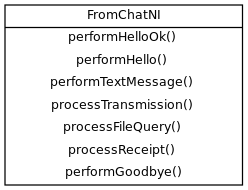 FromChatNI
performHelloOk()
performHello()
performTextMessage()
processTransmission()
processFileQuery()
processReceipt()
performGoodbye()